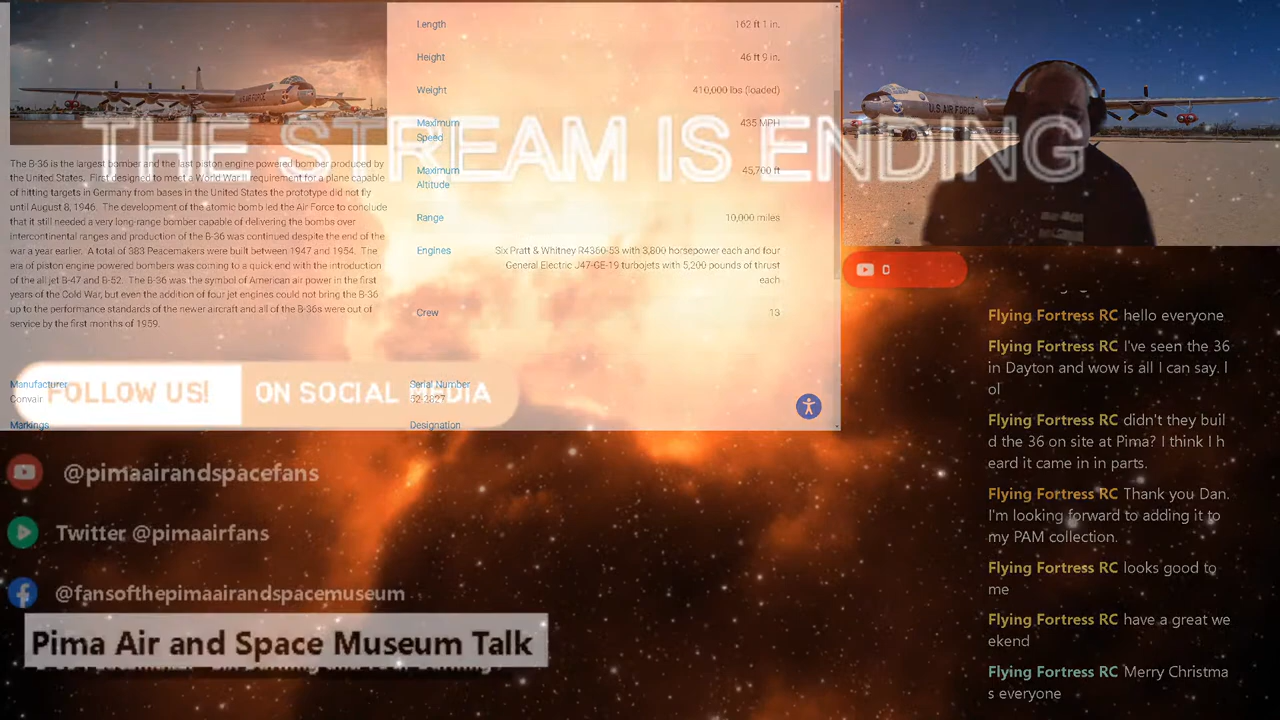 Length 162 ft 1 in.
Height 46 ft 9 in.
Weight 410,000 lbs (loaded)
Maximum Speed 435 MPH
Maximum Altitude 45,700 ft
Range 10,000 miles
Engines Six Pratt & Whitney R4360-53 with 3,800 horsepower each and four
General Electric J47-GE-19 turbojets with 5,200 pounds of thrust
each
Crew 13
U.S. AIR FORCE
THE STREAM IS ENDING
The B-36 is the largest bomber and the last piston engine powered bomber produced by
the United States. First designed to meet a World War II requirement for a plane capable
of hitting targets in Germany from bases in the United States the prototype did not fly
until August 8, 1946. The development of the atomic bomb led the Air Force to conclude
that it still needed a very long-range bomber capable of delivering the bombs over
intercontinental ranges and production of the B-36 was continued despite the end of the
war a year earlier. A total of 383 Peacemakers were built between 1947 and 1954. The
era of piston engine powered bombers was coming to a quick end with the introduction
of the all jet B-47 and B-52. The B-36 was the symbol of American air power in the first
years of the Cold War, but even the addition of four jet engines could not bring the B-36
up to the performance standards of the newer aircraft and all of the B-36s were out of
service by the first months of 1959.
Manufacturer
Convair
Markings
Serial Number
52-2827
Designation
FOLLOW US! ON SOCIAL MEDIA
@pimaairandspacefans
Twitter @pimaairfans
@fansofthepimaairandspacemuseum
Pima Air and Space Museum Talk
0
Flying Fortress RC hello everyone
Flying Fortress RC I've seen the 36
in Dayton and wow is all I can say. l
ol
Flying Fortress RC didn't they buil
d the 36 on site at Pima? I think I h
eard it came in in parts.
Flying Fortress RC Thank you Dan.
I'm looking forward to adding it to
my PAM collection.
Flying Fortress RC looks good to
me
Flying Fortress RC have a great we
ekend
Flying Fortress RC Merry Christma
s everyone